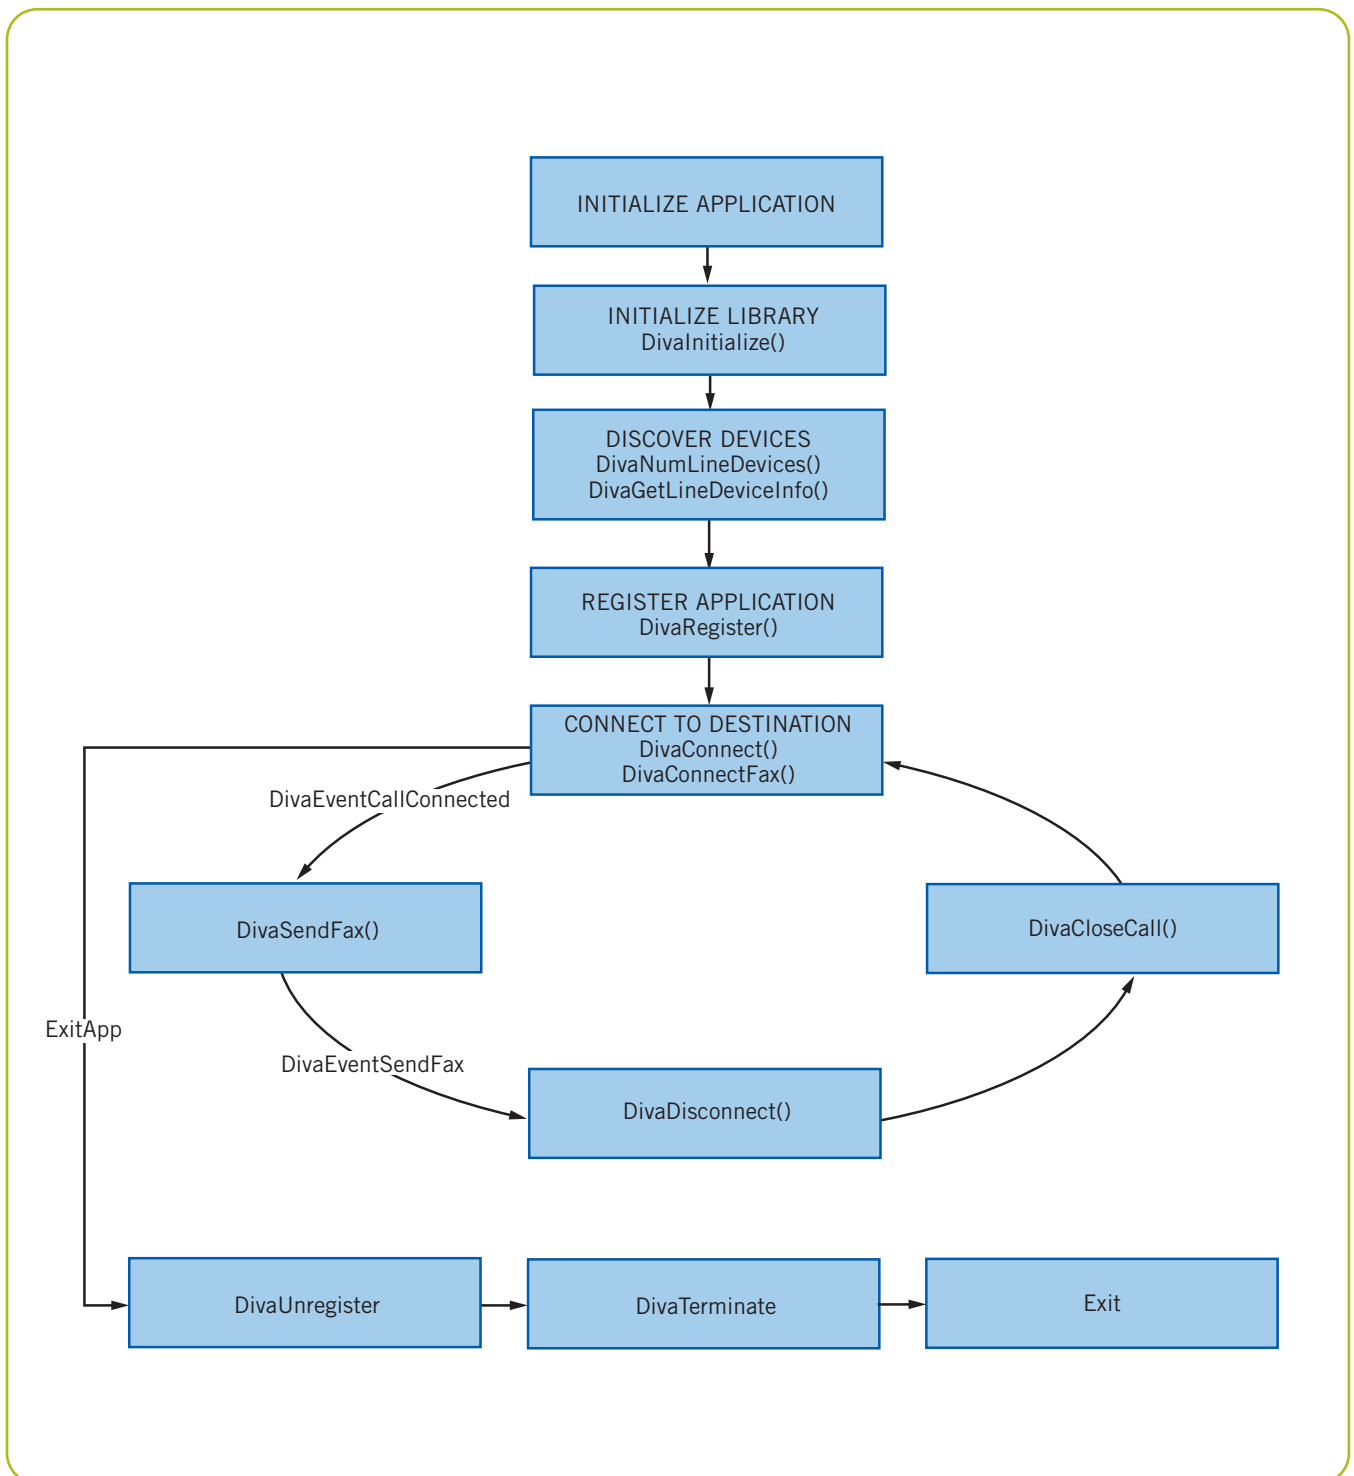 INITIALIZE APPLICATION
INITIALIZE LIBRARY
DivaInitialize()
DISCOVER DEVICES
DivaNumLineDevices()
DivaGetLineDeviceInfo()
REGISTER APPLICATION
DivaRegister()
CONNECT TO DESTINATION
DivaConnect()
DivaConnectFax()
DivaEventCallConnected
DivaSendFax()
DivaCloseCall()
ExitApp
DivaEventSendFax
DivaDisconnect()
DivaUnregister
DivaTerminate
Exit